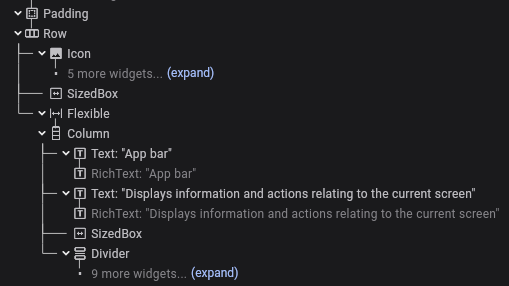 Padding
Row
Icon
5 more widgets... (expand)
SizedBox
Flexible
Column
Text: "App bar"
RichText: "App bar"
Text: "Displays information and actions relating to the current screen"
RichText: "Displays information and actions relating to the current screen"
SizedBox
Divider
9 more widgets... (expand)